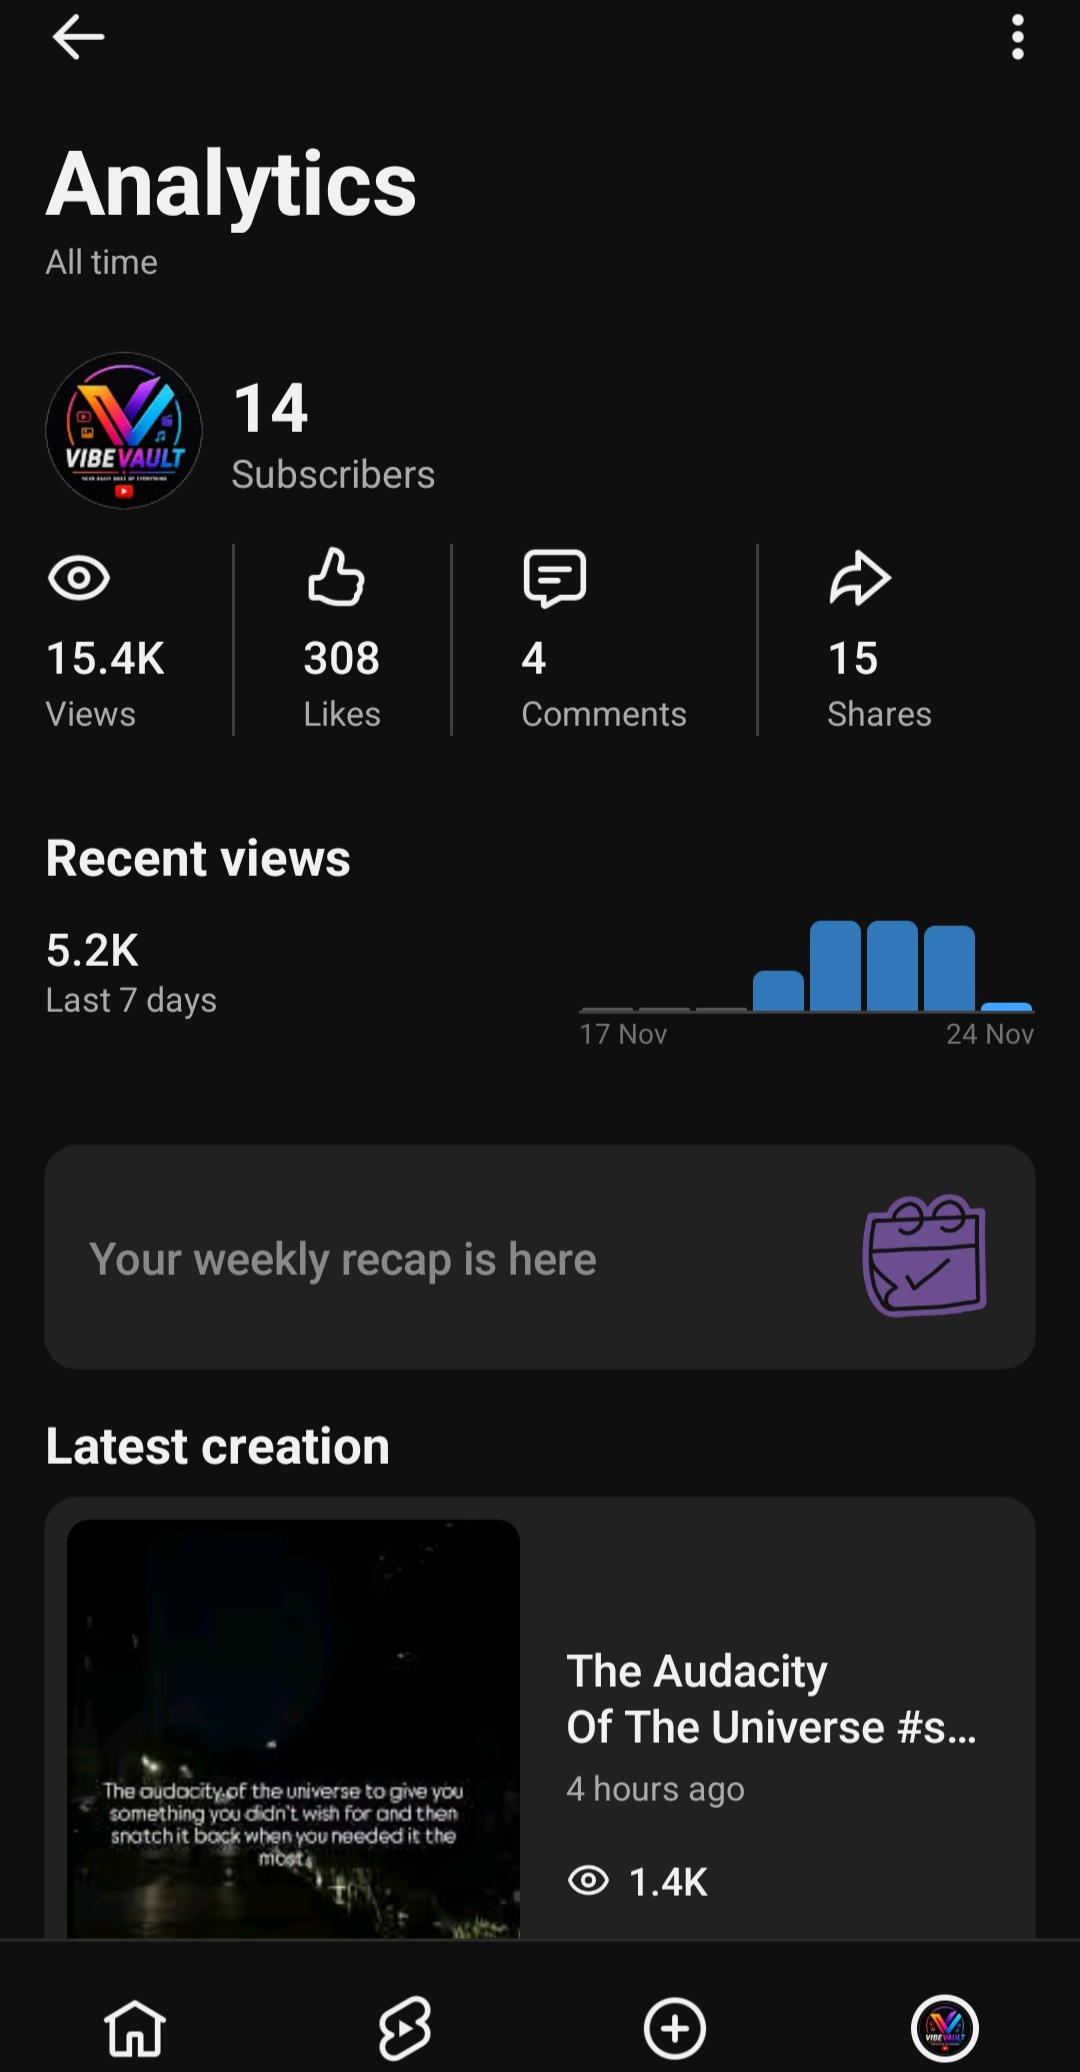 Analytics
All time
VIBEVAULT
14
Subscribers
15.4K
Views
308
Likes
4
Comments
15
Shares
Recent views
5.2K
Last 7 days
17 Nov
24 Nov
Your weekly recap is here
Latest creation
The audacity of the universe to give you
something you didn't wish for and then
snatch it back when you needed it the
most.
The Audacity
Of The Universe #s...
4 hours ago
1.4K
VIBEVAULT